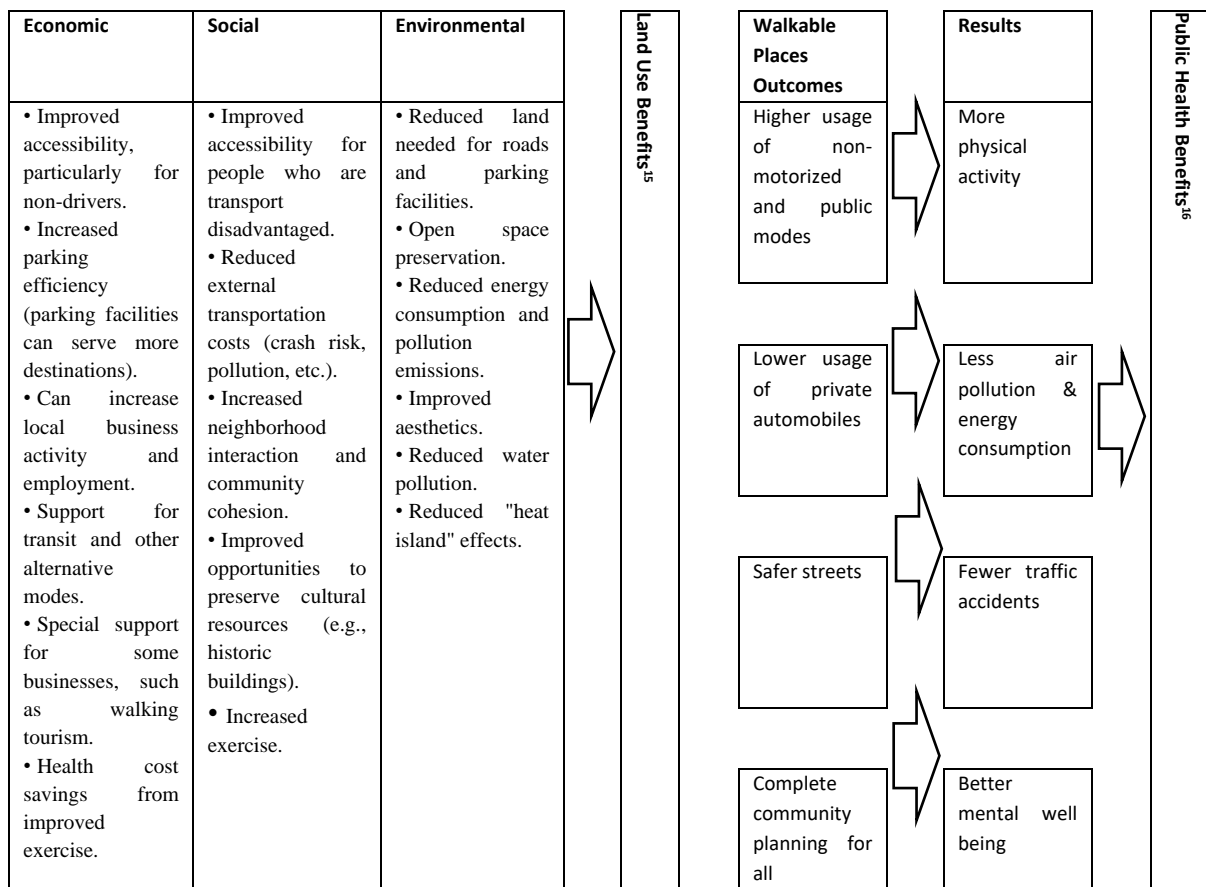 Economic
• Improved
accessibility,
particularly for
non-drivers.
• Increased
parking
efficiency
(parking facilities
can serve more
destinations).
• Can increase
local business
activity and
employment.
• Support for
transit and other
alternative
modes.
• Special support
for some
businesses, such
as walking
tourism.
• Health cost
savings from
improved
exercise.
Social
• Improved
accessibility for
people who are
transport
disadvantaged.
• Reduced
external
transportation
costs (crash risk,
pollution, etc.).
• Increased
neighborhood
interaction and
community
cohesion.
• Improved
opportunities to
preserve cultural
resources (e.g.,
historic
buildings).
• Increased
exercise.
Environmental
• Reduced land
needed for roads
and parking
facilities.
• Open space
preservation.
• Reduced energy
consumption and
pollution
emissions.
• Improved
aesthetics.
• Reduced water
pollution.
• Reduced "heat
island" effects.
Land Use Benefits¹⁵
Walkable
Places
Outcomes
Higher usage
of non-
motorized
and public
modes
Lower usage
of private
automobiles
Safer streets
Complete
community
planning for
all
Results
More
physical
activity
Less air
pollution &
energy
consumption
Fewer traffic
accidents
Better
mental well
being
Public Health Benefits¹⁶